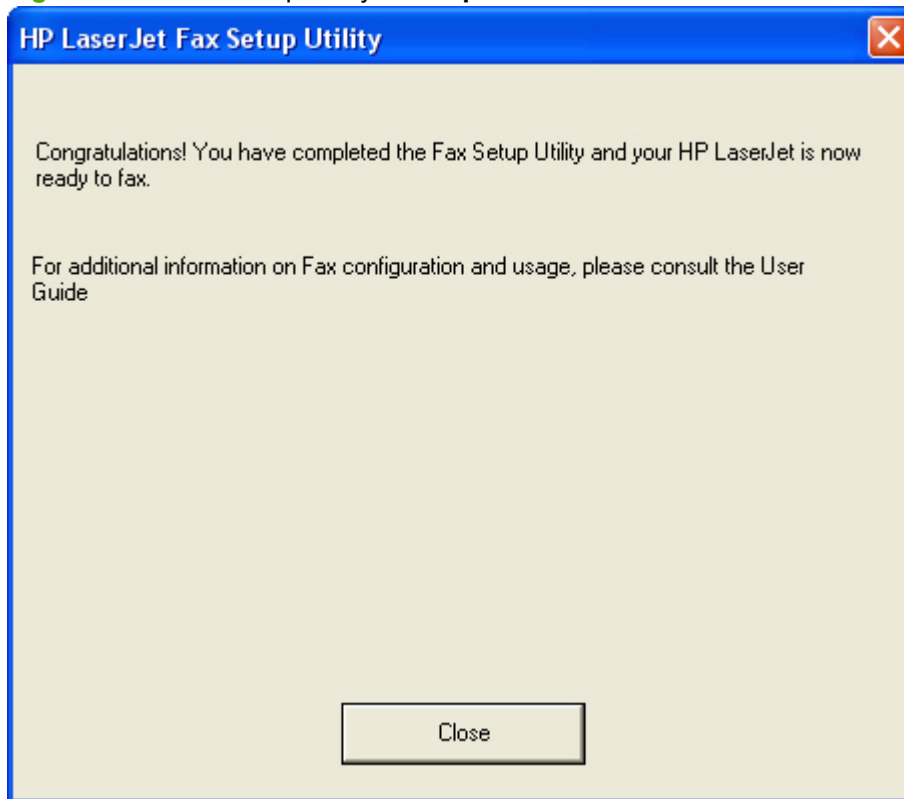 HP LaserJet Fax Setup Utility
Congratulations! You have completed the Fax Setup Utility and your HP LaserJet is now
ready to fax.
For additional information on Fax configuration and usage, please consult the User
Guide
Close